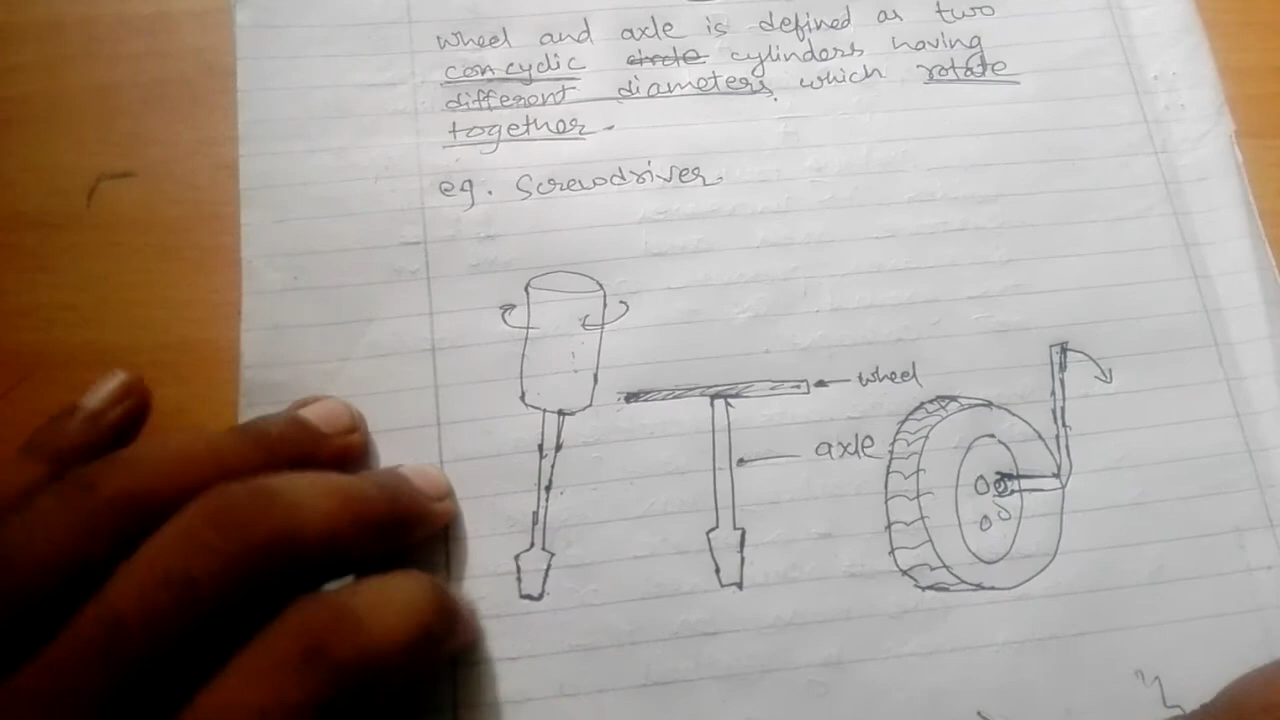 wheel and axle is defined as two
concyclic circle cylinders having
different diameters, which rotate
together.
eg. Screwdriver.
wheel
axle